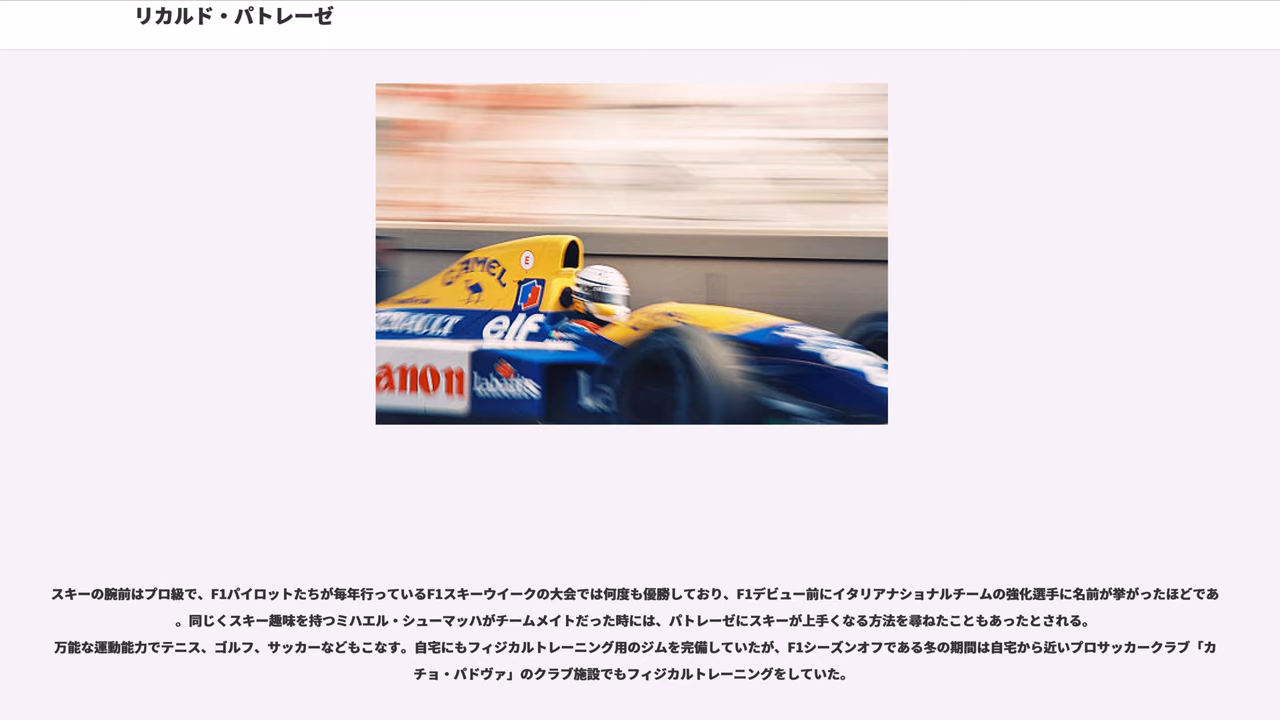 リカルド・パトレーゼ
CAMEL
E
RENAULT
elf
anon
Labatt's
La
スキーの腕前はプロ級で、F1パイロットたちが毎年行っているF1スキーウイークの大会では何度も優勝しており、F1デビュー前にイタリアナショナルチームの強化選手に名前が挙がったほどであ
。同じくスキー趣味を持つミハエル・シューマッハがチームメイトだった時には、パトレーゼにスキーが上手くなる方法を尋ねたこともあったとされる。
万能な運動能力でテニス、ゴルフ、サッカーなどもこなす。自宅にもフィジカルトレーニング用のジムを完備していたが、F1シーズンオフである冬の期間は自宅から近いプロサッカークラブ「カ
チョ・パドヴァ」のクラブ施設でもフィジカルトレーニングをしていた。